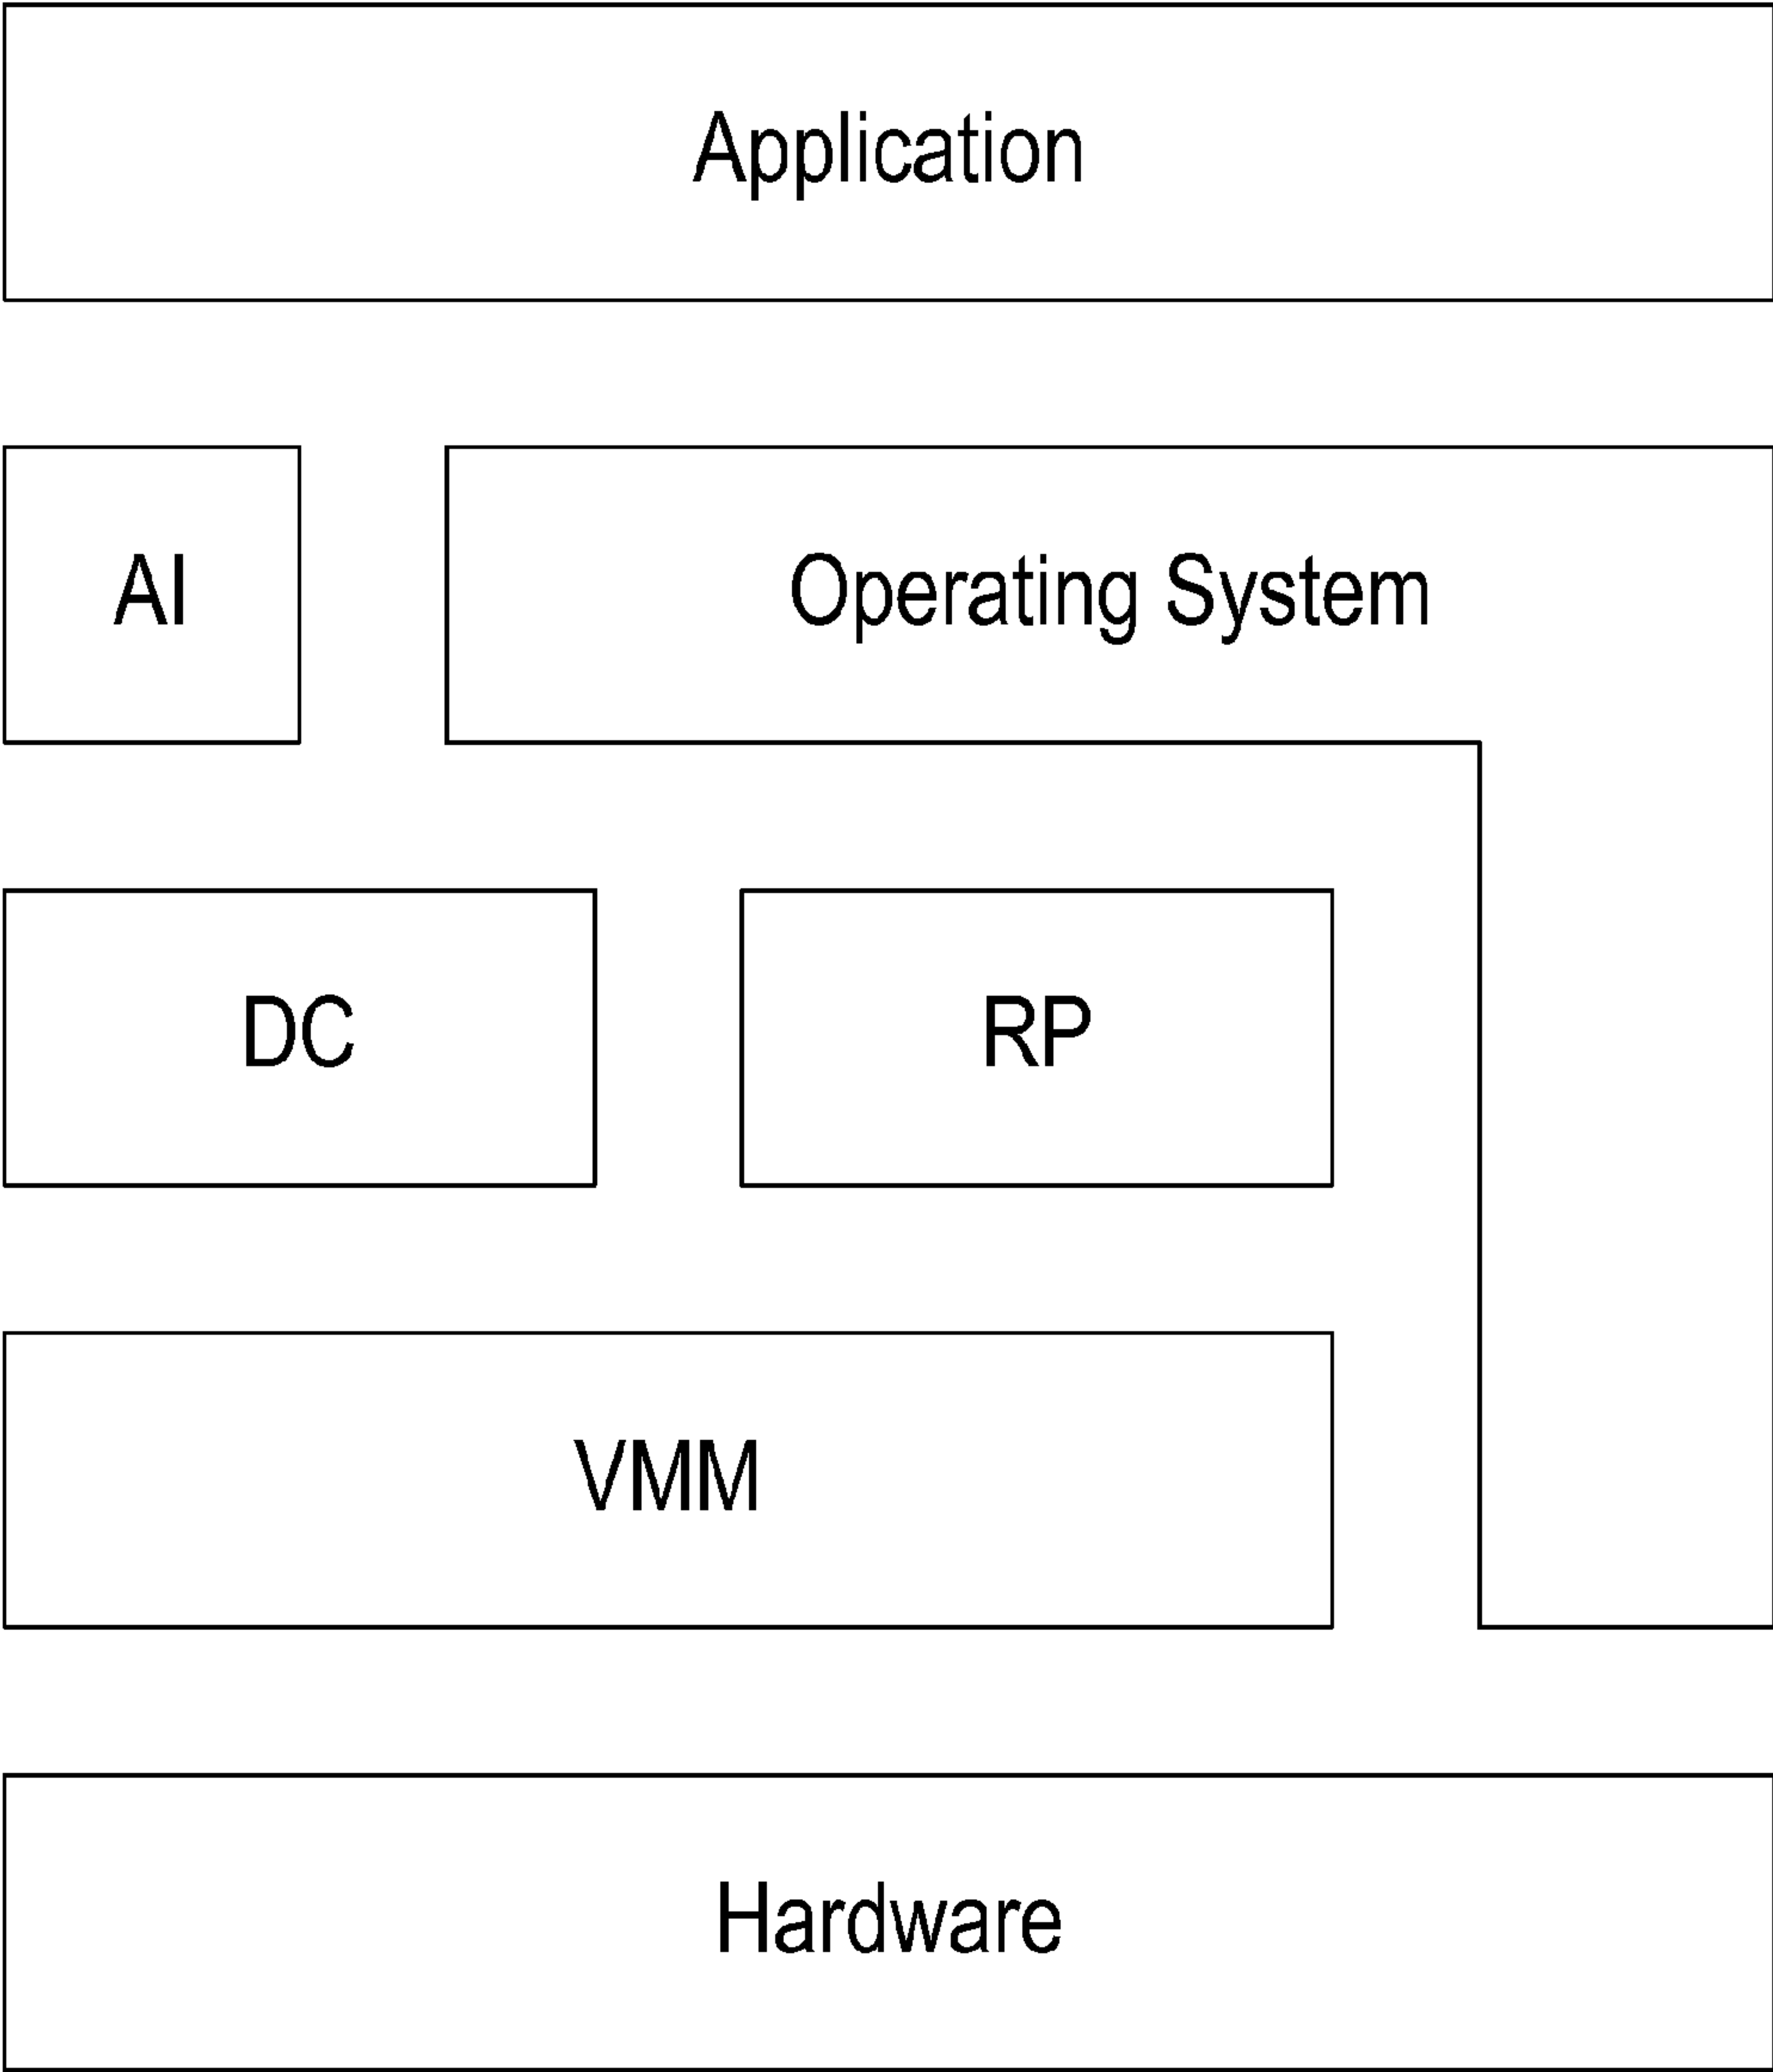 Application
AI
Operating System
DC
RP
VMM
Hardware